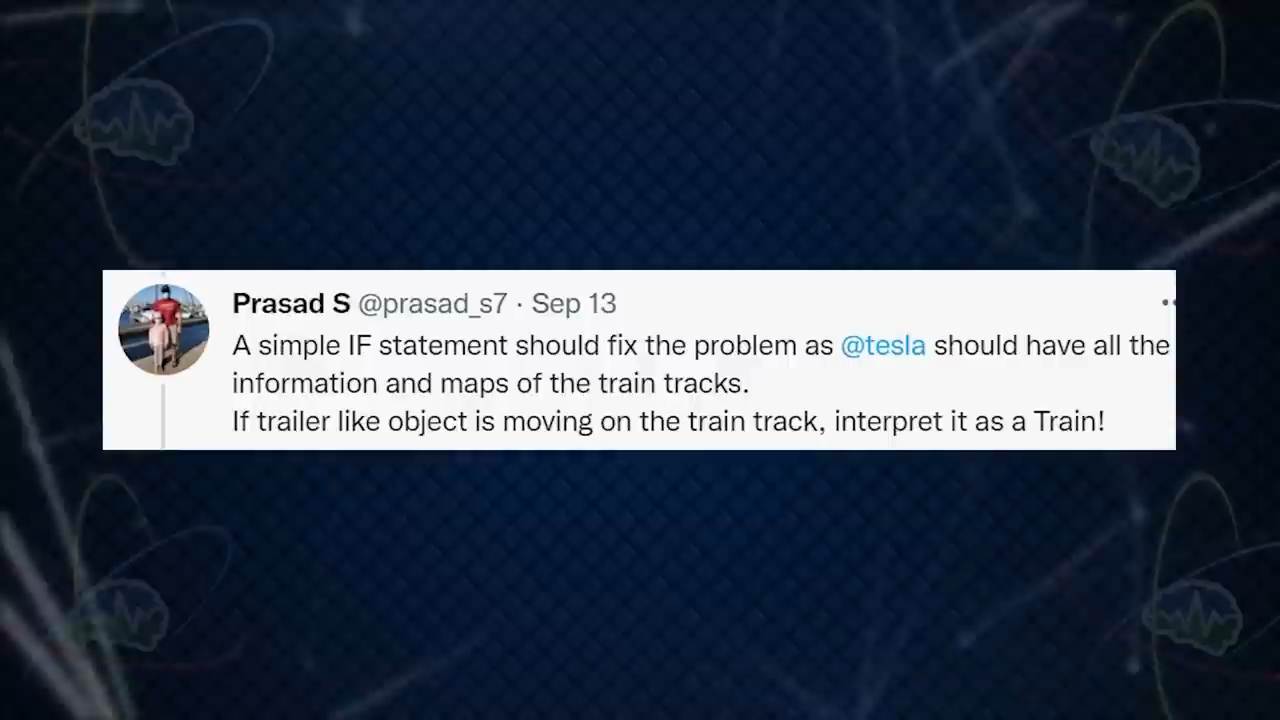 Prasad S @prasad_s7 · Sep 13
A simple IF statement should fix the problem as @tesla should have all the
information and maps of the train tracks.
If trailer like object is moving on the train track, interpret it as a Train!